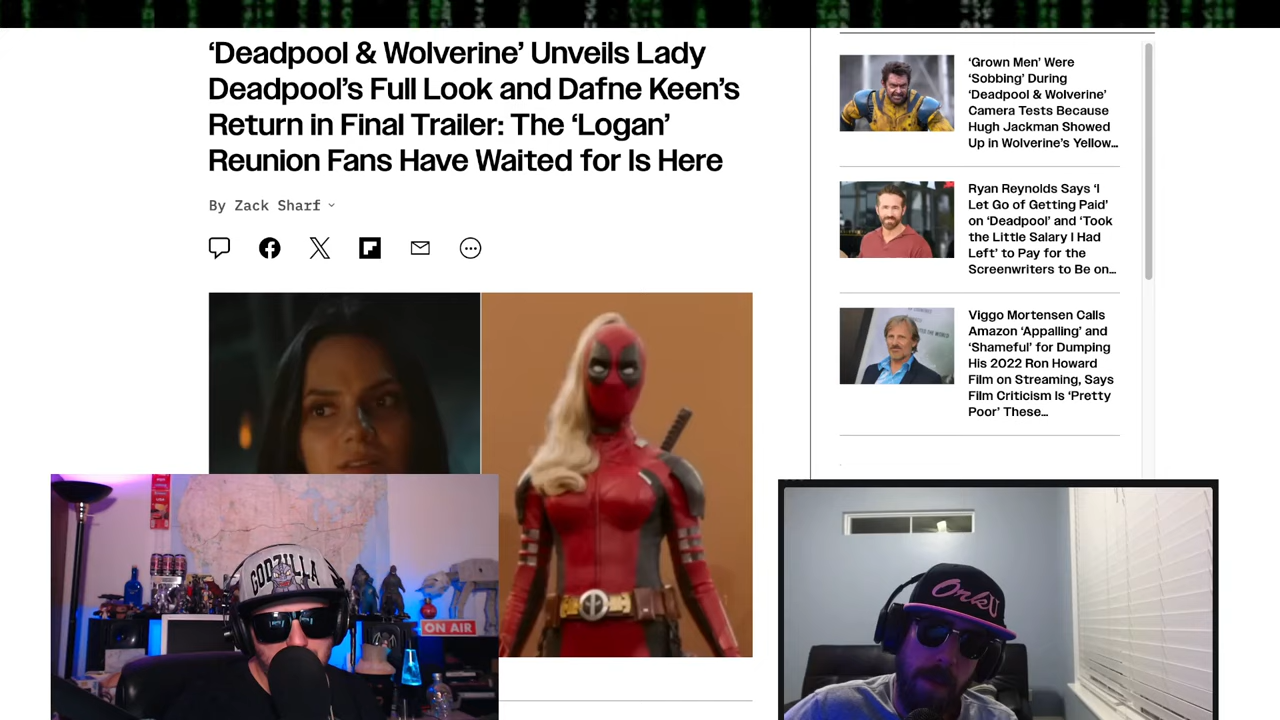 ‘Deadpool & Wolverine’ Unveils Lady
Deadpool’s Full Look and Dafne Keen’s
Return in Final Trailer: The ‘Logan’
Reunion Fans Have Waited for Is Here
By Zack Sharf
‘Grown Men’ Were
‘Sobbing’ During
‘Deadpool & Wolverine’
Camera Tests Because
Hugh Jackman Showed
Up in Wolverine’s Yellow...
Ryan Reynolds Says ‘I
Let Go of Getting Paid’
on ‘Deadpool’ and ‘Took
the Little Salary I Had
Left’ to Pay for the
Screenwriters to Be on...
Viggo Mortensen Calls
Amazon ‘Appalling’ and
‘Shameful’ for Dumping
His 2022 Ron Howard
Film on Streaming, Says
Film Criticism Is ‘Pretty
Poor’ These...
GODZILLA
ON AIR